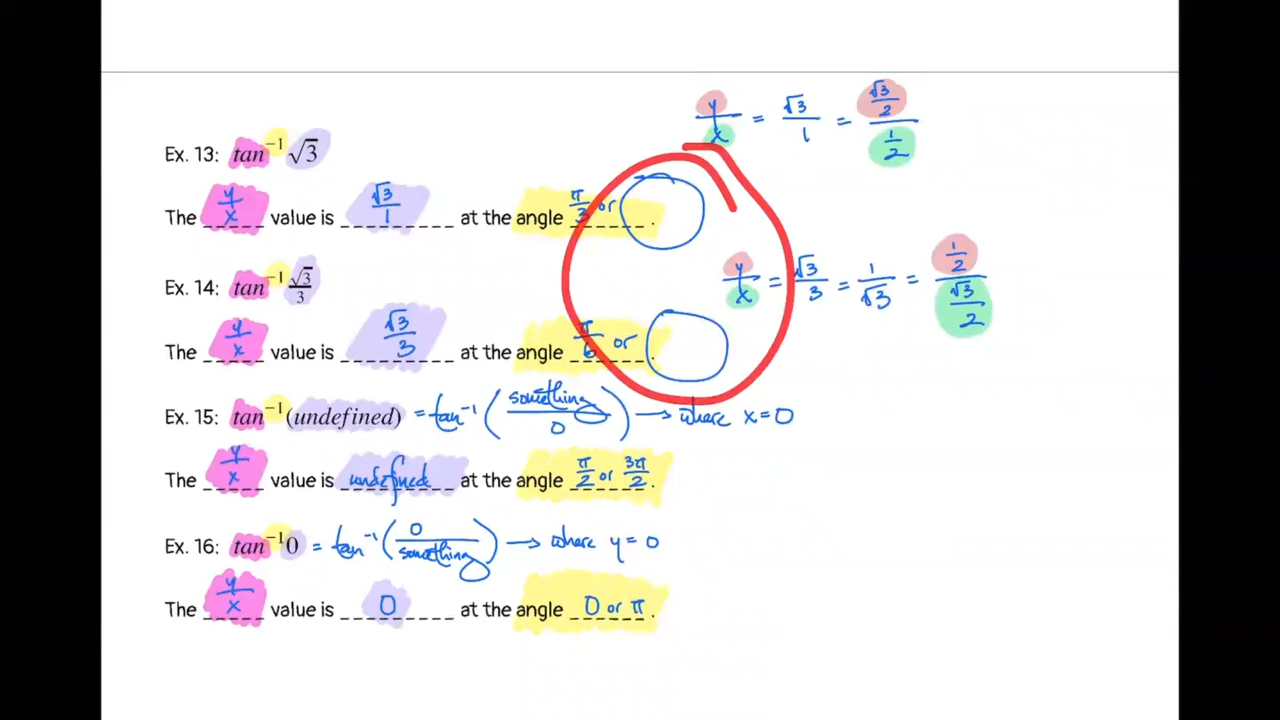 y/x = √3/1 = (√3/2)/(1/2)
Ex. 13: tan⁻¹ √3
The y/x value is √3/1 at the angle π/3 or .
y/x = √3/3 = 1/√3 = (1/2)/(√3/2)
Ex. 14: tan⁻¹ √3/3
The y/x value is √3/3 at the angle π/6 or .
Ex. 15: tan⁻¹(undefined) = tan⁻¹ (something/0) → where x = 0
The y/x value is undefined at the angle π/2 or 3π/2.
Ex. 16: tan⁻¹0 = tan⁻¹ (0/something) → where y = 0
The y/x value is 0 at the angle 0 or π.